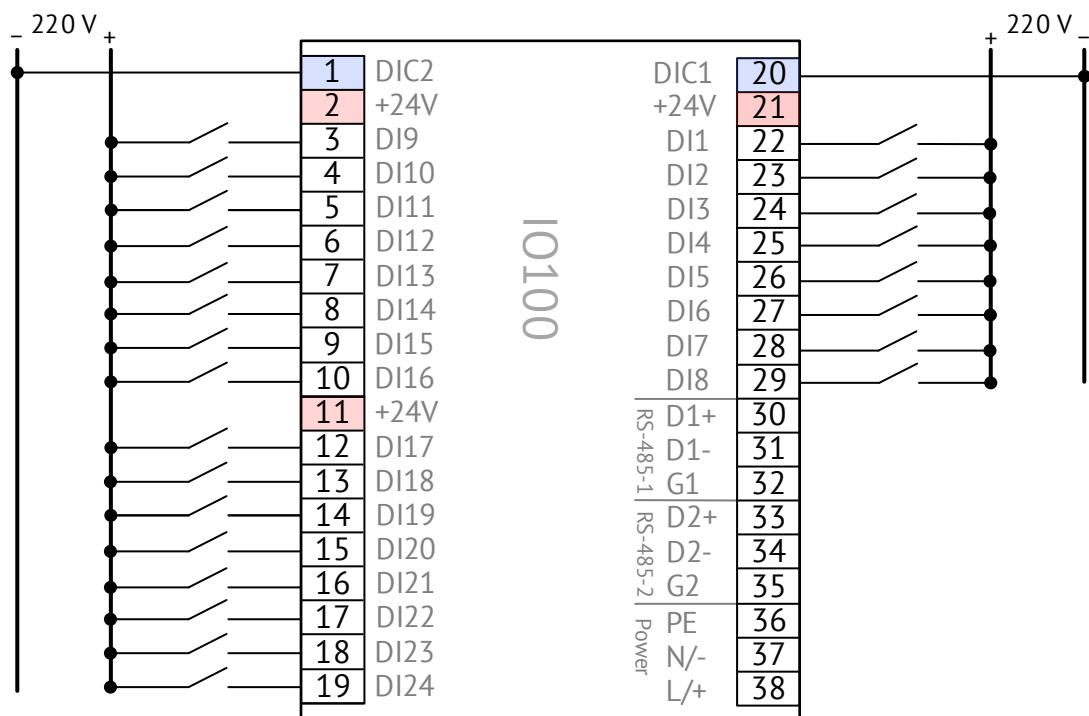 220 V
220 V
– +
+ –
1 DIC2
2 +24V
3 DI9
4 DI10
5 DI11
6 DI12
7 DI13
8 DI14
9 DI15
10 DI16
11 +24V
12 DI17
13 DI18
14 DI19
15 DI20
16 DI21
17 DI22
18 DI23
19 DI24
IO100
DIC1 20
+24V 21
DI1 22
DI2 23
DI3 24
DI4 25
DI5 26
DI6 27
DI7 28
DI8 29
RS-485-1
D1+ 30
D1- 31
G1 32
RS-485-2
D2+ 33
D2- 34
G2 35
Power
PE 36
N/- 37
L/+ 38